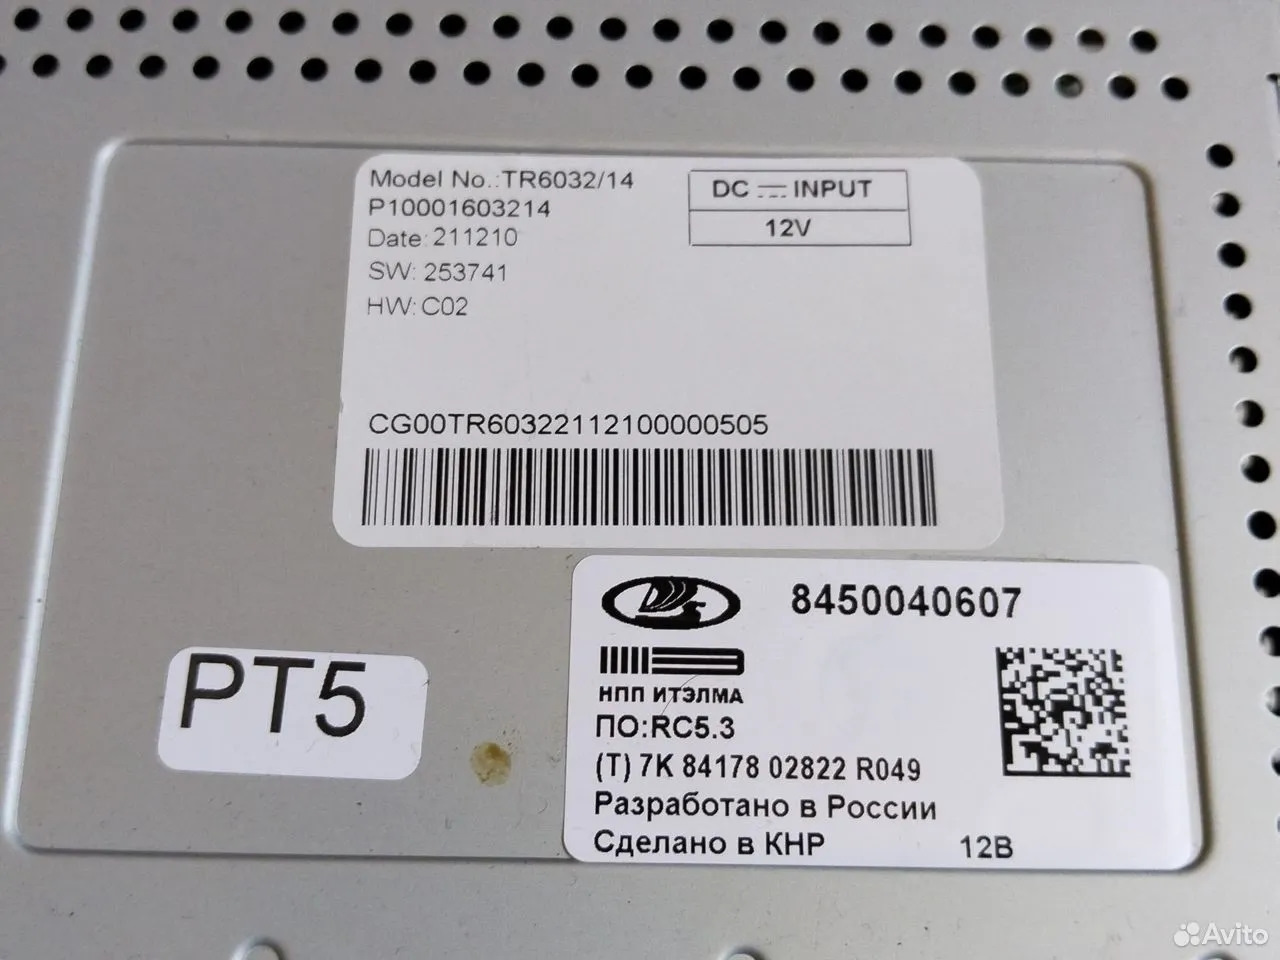 Model No.:TR6032/14
P10001603214
Date: 211210
SW: 253741
HW: C02
DC INPUT
12V
CG00TR60322112100000505
8450040607
НПП ИТЭЛМА
ПО:RC5.3
(T) 7K 84178 02822 R049
Разработано в России
Сделано в КНР 12В
PT5
Avito